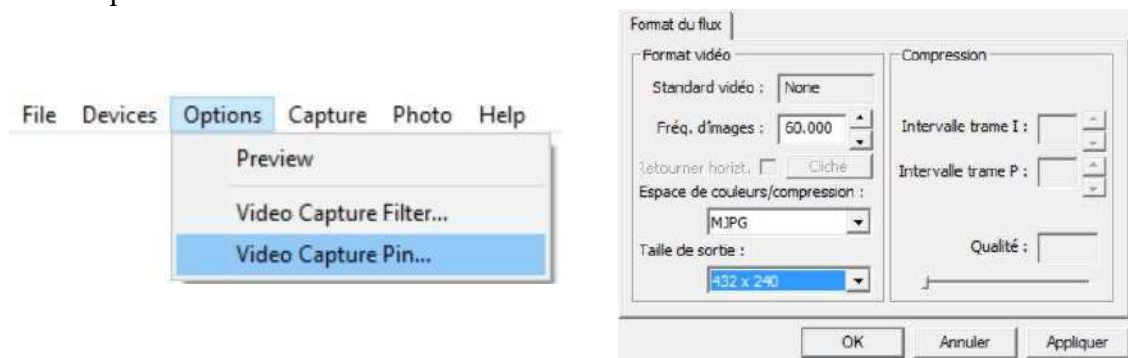 File Devices Options Capture Photo Help
Preview
Video Capture Filter...
Video Capture Pin...
Format du flux
Format vidéo
Standard vidéo : None
Fréq. d'images : 60.000
Retourner horizt. Cliché
Espace de couleurs/compression :
MJPG
Taille de sortie :
432 x 240
Compression
Intervalle trame I :
Intervalle trame P :
Qualité :
OK Annuler Appliquer